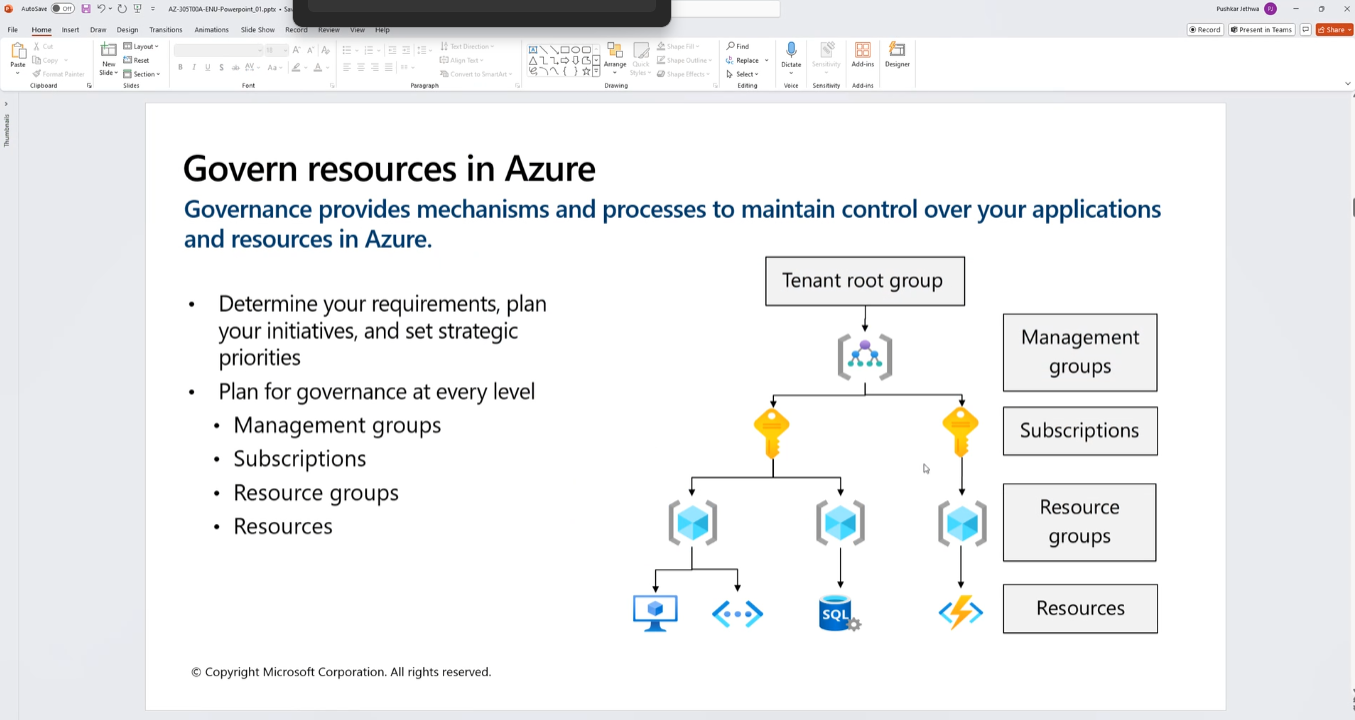 AutoSave Off AZ-305T00A-ENU-Powerpoint_01.pptx Pushkar Jethwa PJ
File Home Insert Draw Design Transitions Animations Slide Show Record Review View Help Record Present in Teams Share
Paste Cut Copy Format Painter
New Slide Layout Reset Section
B I U S ab AV Aa A
Text Direction
Align Text
Convert to SmartArt
Arrange Quick Styles
Shape Fill
Shape Outline
Shape Effects
Find
Replace
Select
Dictate Sensitivity Add-ins Designer
Clipboard Slides Font Paragraph Drawing Editing Voice Sensitivity Add-ins
Thumbnails
Govern resources in Azure
Governance provides mechanisms and processes to maintain control over your applications
and resources in Azure.
• Determine your requirements, plan
your initiatives, and set strategic
priorities
• Plan for governance at every level
• Management groups
• Subscriptions
• Resource groups
• Resources
Tenant root group
Management
groups
Subscriptions
Resource
groups
SQL
Resources
© Copyright Microsoft Corporation. All rights reserved.